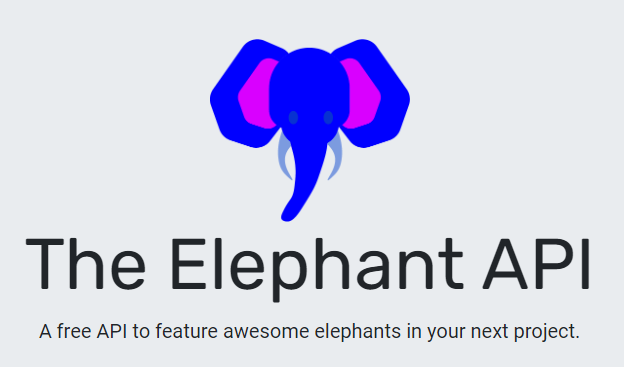 The Elephant API
A free API to feature awesome elephants in your next project.